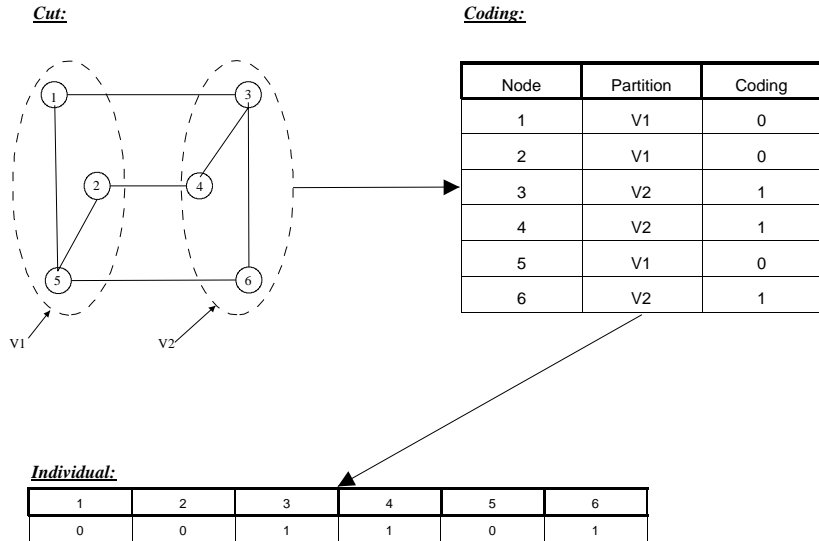 Cut:
Coding:
1
3
2
4
5
6
V1
V2
Node Partition Coding
1 V1 0
2 V1 0
3 V2 1
4 V2 1
5 V1 0
6 V2 1
Individual:
1 2 3 4 5 6
0 0 1 1 0 1